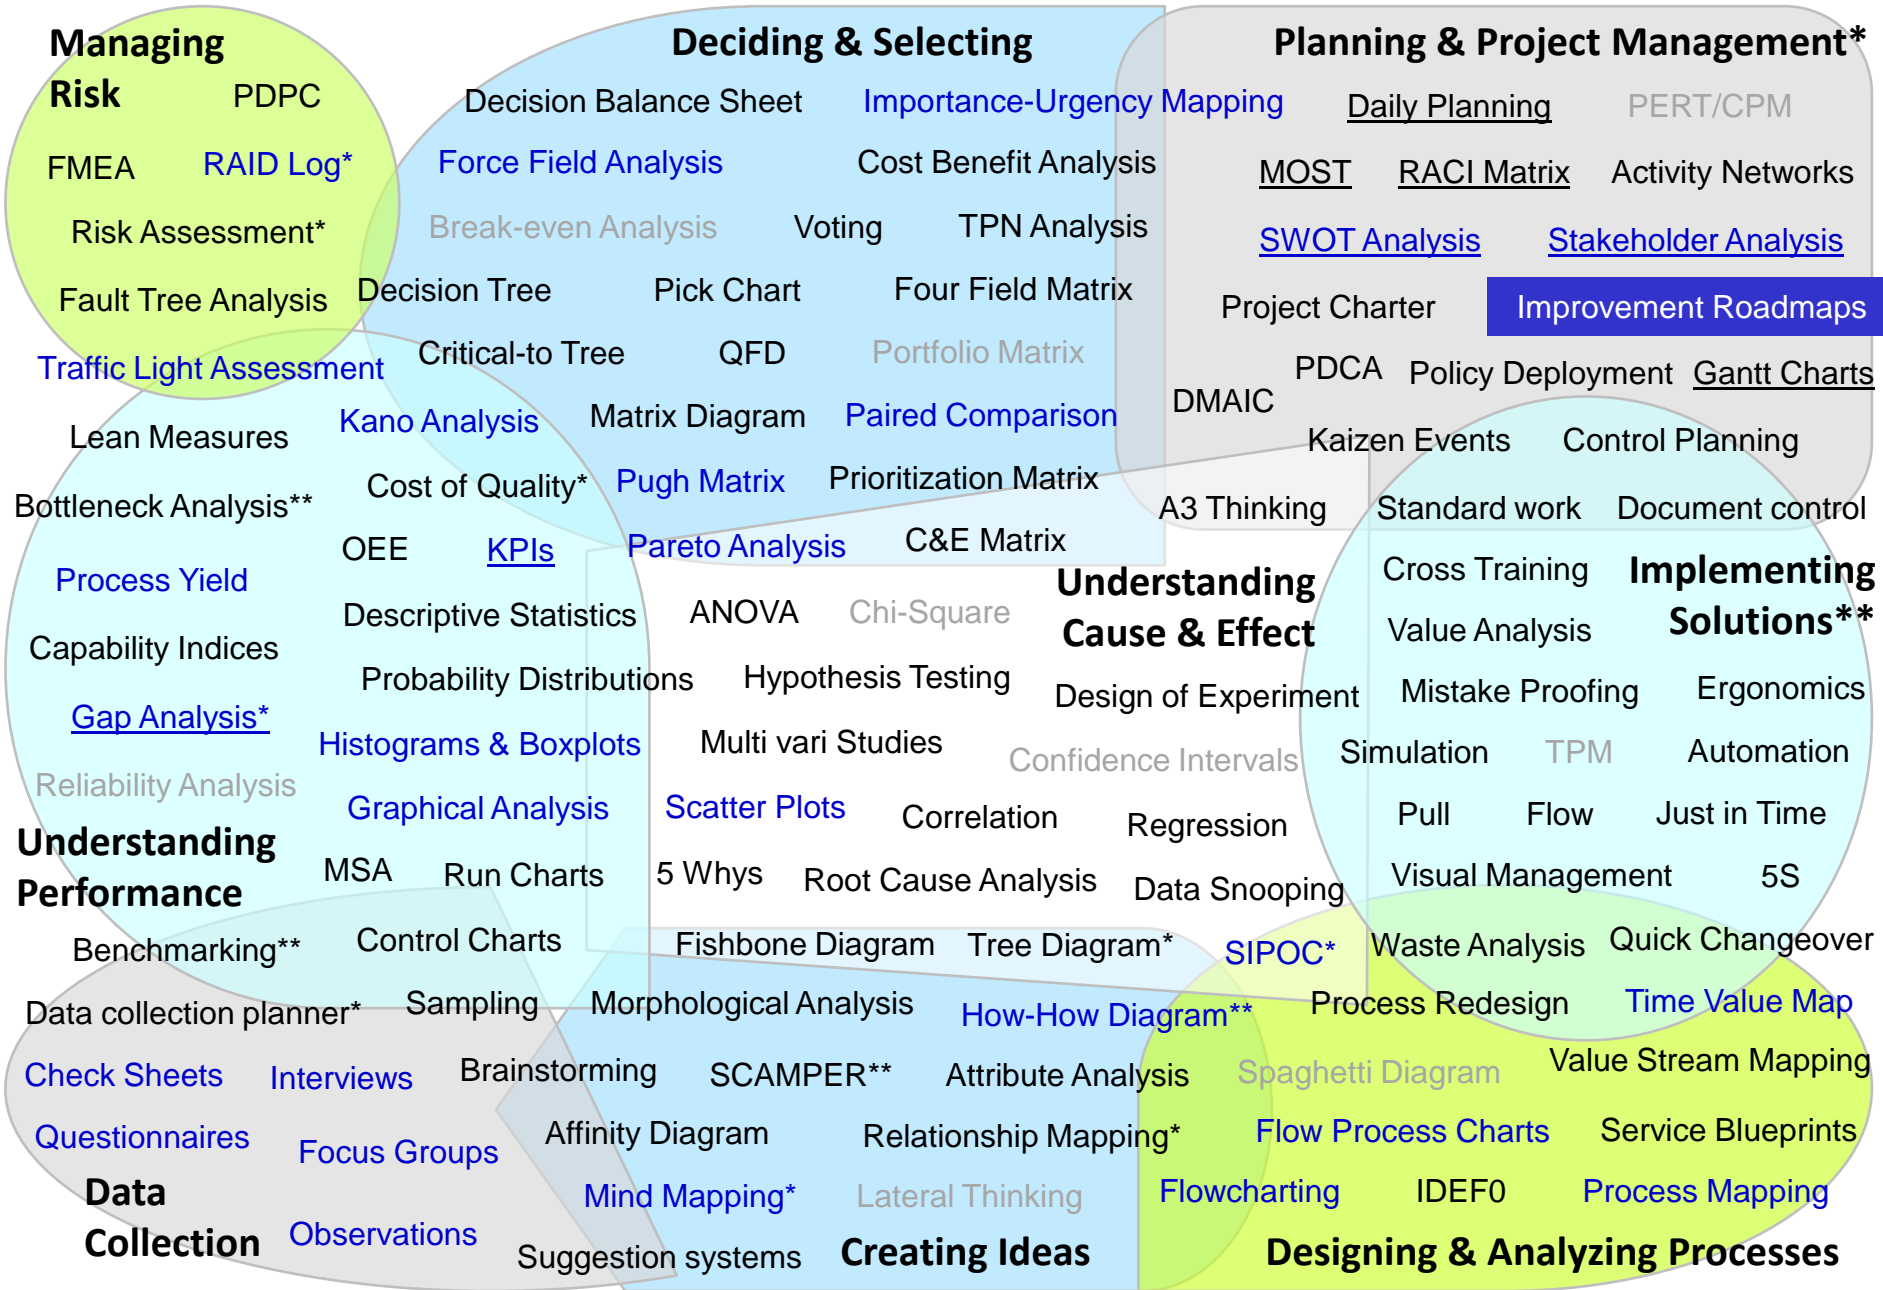 Managing
Risk
PDPC
FMEA
RAID Log*
Risk Assessment*
Fault Tree Analysis
Traffic Light Assessment
Deciding & Selecting
Decision Balance Sheet
Importance-Urgency Mapping
Force Field Analysis
Cost Benefit Analysis
Break-even Analysis
Voting
TPN Analysis
Decision Tree
Pick Chart
Four Field Matrix
Critical-to Tree
QFD
Portfolio Matrix
Kano Analysis
Matrix Diagram
Paired Comparison
Cost of Quality*
Pugh Matrix
Prioritization Matrix
Pareto Analysis
C&E Matrix
Planning & Project Management*
Daily Planning
PERT/CPM
MOST
RACI Matrix
Activity Networks
SWOT Analysis
Stakeholder Analysis
Project Charter
Improvement Roadmaps
PDCA
Policy Deployment
Gantt Charts
DMAIC
Kaizen Events
Control Planning
A3 Thinking
Standard work
Document control
Lean Measures
Bottleneck Analysis**
OEE
KPIs
Process Yield
Descriptive Statistics
Capability Indices
Probability Distributions
Gap Analysis*
Histograms & Boxplots
Reliability Analysis
Graphical Analysis
Understanding
Performance
MSA
Run Charts
Benchmarking**
Control Charts
Understanding
Cause & Effect
ANOVA
Chi-Square
Hypothesis Testing
Design of Experiment
Multi vari Studies
Confidence Intervals
Scatter Plots
Correlation
Regression
5 Whys
Root Cause Analysis
Data Snooping
Fishbone Diagram
Tree Diagram*
SIPOC*
Cross Training
Implementing
Solutions**
Value Analysis
Mistake Proofing
Ergonomics
Simulation
TPM
Automation
Pull
Flow
Just in Time
Visual Management
5S
Waste Analysis
Quick Changeover
Process Redesign
Time Value Map
Data collection planner*
Sampling
Check Sheets
Interviews
Questionnaires
Focus Groups
Data
Collection
Observations
Morphological Analysis
How-How Diagram**
Brainstorming
SCAMPER**
Attribute Analysis
Affinity Diagram
Relationship Mapping*
Mind Mapping*
Lateral Thinking
Suggestion systems
Creating Ideas
Spaghetti Diagram
Value Stream Mapping
Flow Process Charts
Service Blueprints
Flowcharting
IDEF0
Process Mapping
Designing & Analyzing Processes